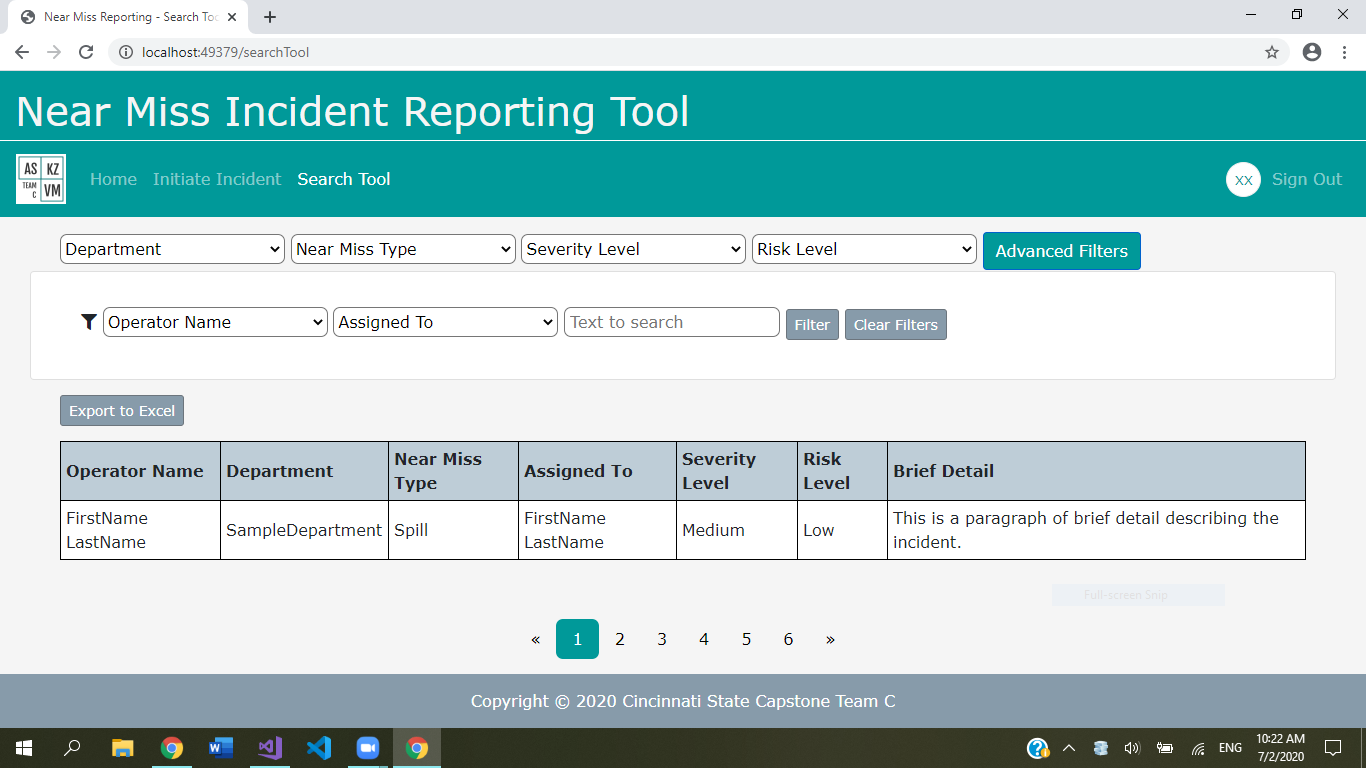 Near Miss Reporting - Search Too
localhost:49379/searchTool
Near Miss Incident Reporting Tool
AS KZ
TEAM C VM
Home Initiate Incident Search Tool XX Sign Out
Department Near Miss Type Severity Level Risk Level Advanced Filters
Operator Name Assigned To Text to search Filter Clear Filters
Export to Excel
Operator Name Department Near Miss Type Assigned To Severity Level Risk Level Brief Detail
FirstName LastName SampleDepartment Spill FirstName LastName Medium Low This is a paragraph of brief detail describing the incident.
Full-screen Snip
« 1 2 3 4 5 6 »
Copyright © 2020 Cincinnati State Capstone Team C
ENG 10:22 AM
7/2/2020